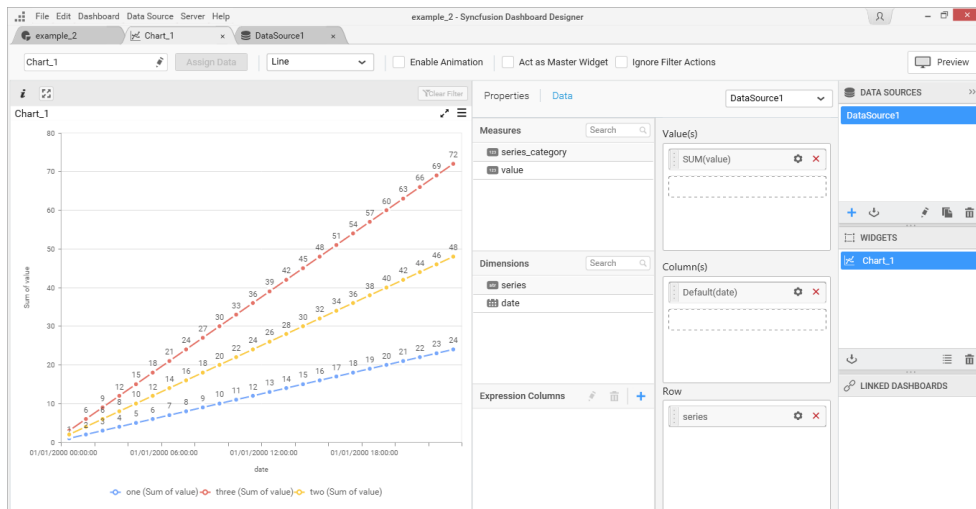 File Edit Dashboard Data Source Server Help
example_2 - Syncfusion Dashboard Designer
example_2
Chart_1 ×
DataSource1 ×
Chart_1
Assign Data
Line
Enable Animation
Act as Master Widget
Ignore Filter Actions
Preview
i
Clear Filter
Chart_1
80
70
60
50
40
30
20
10
0
Sum of value
6 9 12 15 18 21 24 27 30 33 36 39 42 45 48 51 54 57 60 63 66 69 72
8 10 12 14 16 18 20 22 24 26 28 30 32 34 36 38 40 42 44 46 48
2 3 4 5 6 7 8 9 10 11 12 13 14 15 16 17 18 19 20 21 22 23 24
01/01/2000 00:00:00
01/01/2000 06:00:00
01/01/2000 12:00:00
01/01/2000 18:00:00
date
one (Sum of value)
three (Sum of value)
two (Sum of value)
Properties
Data
DataSource1
Measures
Search
series_category
value
Dimensions
Search
series
date
Expression Columns
Value(s)
SUM(value)
Column(s)
Default(date)
Row
series
DATA SOURCES
DataSource1
WIDGETS
Chart_1
LINKED DASHBOARDS